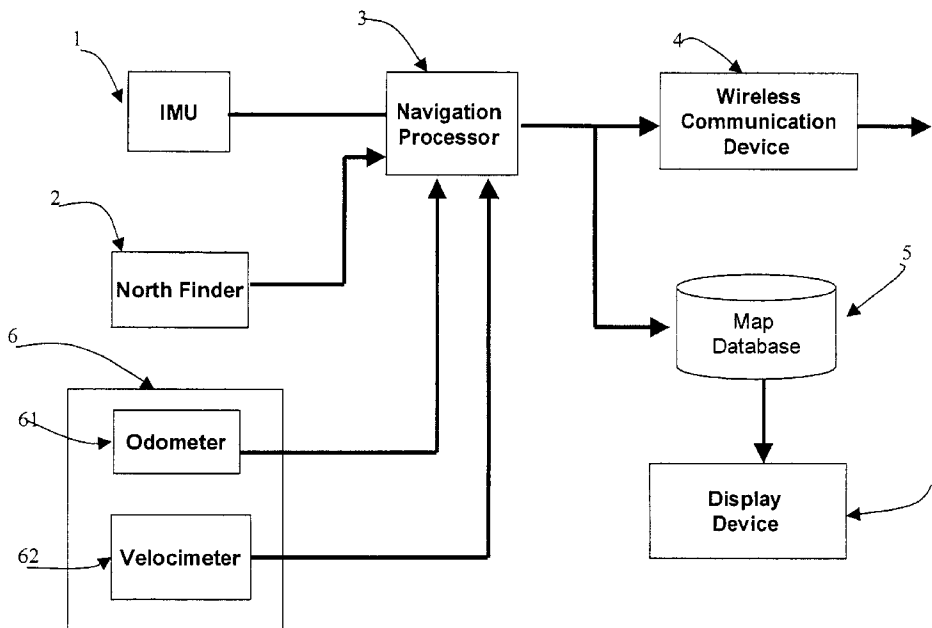 1
IMU
3
Navigation
Processor
4
Wireless
Communication
Device
2
North Finder
5
Map
Database
6
61
Odometer
62
Velocimeter
Display
Device